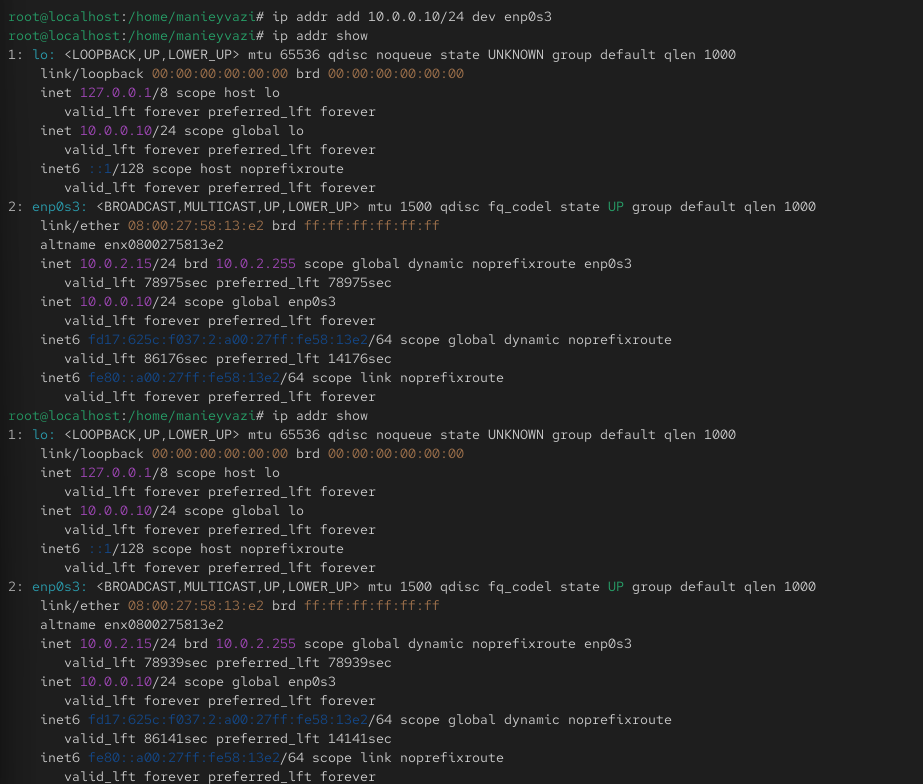 root@localhost:/home/manieyvazi# ip addr add 10.0.0.10/24 dev enp0s3
root@localhost:/home/manieyvazi# ip addr show
1: lo: <LOOPBACK,UP,LOWER_UP> mtu 65536 qdisc noqueue state UNKNOWN group default qlen 1000
    link/loopback 00:00:00:00:00:00 brd 00:00:00:00:00:00
    inet 127.0.0.1/8 scope host lo
       valid_lft forever preferred_lft forever
    inet 10.0.0.10/24 scope global lo
       valid_lft forever preferred_lft forever
    inet6 ::1/128 scope host noprefixroute
       valid_lft forever preferred_lft forever
2: enp0s3: <BROADCAST,MULTICAST,UP,LOWER_UP> mtu 1500 qdisc fq_codel state UP group default qlen 1000
    link/ether 08:00:27:58:13:e2 brd ff:ff:ff:ff:ff:ff
    altname enx0800275813e2
    inet 10.0.2.15/24 brd 10.0.2.255 scope global dynamic noprefixroute enp0s3
       valid_lft 78975sec preferred_lft 78975sec
    inet 10.0.0.10/24 scope global enp0s3
       valid_lft forever preferred_lft forever
    inet6 fd17:625c:f037:2:a00:27ff:fe58:13e2/64 scope global dynamic noprefixroute
       valid_lft 86176sec preferred_lft 14176sec
    inet6 fe80::a00:27ff:fe58:13e2/64 scope link noprefixroute
       valid_lft forever preferred_lft forever
root@localhost:/home/manieyvazi# ip addr show
1: lo: <LOOPBACK,UP,LOWER_UP> mtu 65536 qdisc noqueue state UNKNOWN group default qlen 1000
    link/loopback 00:00:00:00:00:00 brd 00:00:00:00:00:00
    inet 127.0.0.1/8 scope host lo
       valid_lft forever preferred_lft forever
    inet 10.0.0.10/24 scope global lo
       valid_lft forever preferred_lft forever
    inet6 ::1/128 scope host noprefixroute
       valid_lft forever preferred_lft forever
2: enp0s3: <BROADCAST,MULTICAST,UP,LOWER_UP> mtu 1500 qdisc fq_codel state UP group default qlen 1000
    link/ether 08:00:27:58:13:e2 brd ff:ff:ff:ff:ff:ff
    altname enx0800275813e2
    inet 10.0.2.15/24 brd 10.0.2.255 scope global dynamic noprefixroute enp0s3
       valid_lft 78939sec preferred_lft 78939sec
    inet 10.0.0.10/24 scope global enp0s3
       valid_lft forever preferred_lft forever
    inet6 fd17:625c:f037:2:a00:27ff:fe58:13e2/64 scope global dynamic noprefixroute
       valid_lft 86141sec preferred_lft 14141sec
    inet6 fe80::a00:27ff:fe58:13e2/64 scope link noprefixroute
       valid_lft forever preferred_lft forever